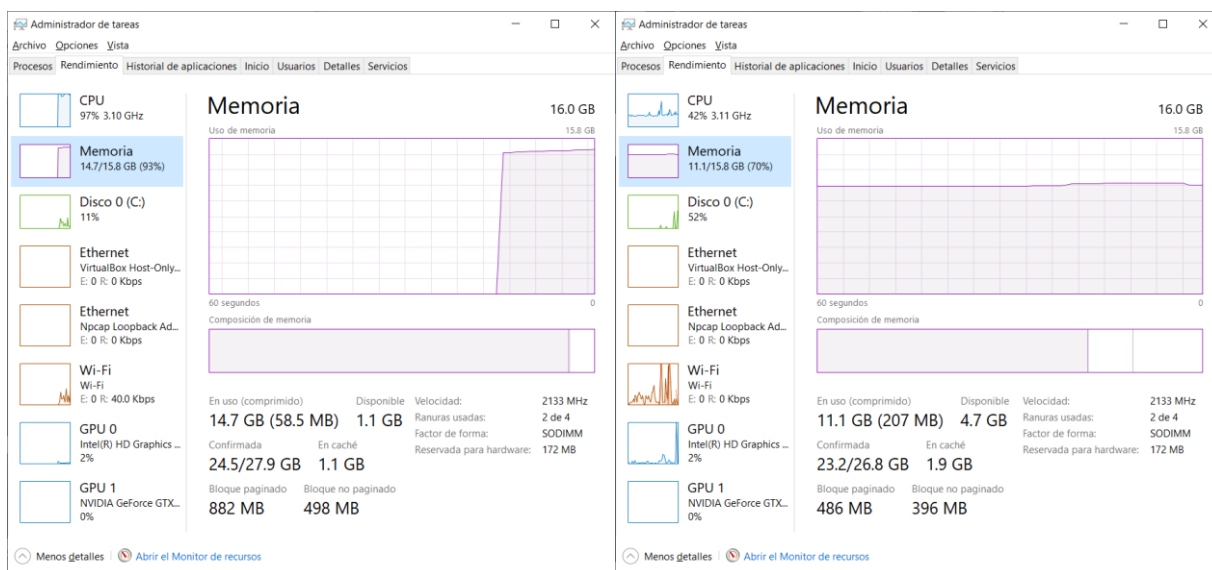 Administrador de tareas
Archivo Opciones Vista
Procesos Rendimiento Historial de aplicaciones Inicio Usuarios Detalles Servicios
CPU
97% 3.10 GHz
Memoria
14.7/15.8 GB (93%)
Disco 0 (C:)
11%
Ethernet
VirtualBox Host-Only...
E: 0 R: 0 Kbps
Ethernet
Npcap Loopback Ad...
E: 0 R: 0 Kbps
Wi-Fi
Wi-Fi
E: 0 R: 40.0 Kbps
GPU 0
Intel(R) HD Graphics ...
2%
GPU 1
NVIDIA GeForce GTX...
0%
Memoria 16.0 GB
Uso de memoria 15.8 GB
60 segundos 0
Composición de memoria
En uso (comprimido) Disponible
14.7 GB (58.5 MB) 1.1 GB
Confirmada En caché
24.5/27.9 GB 1.1 GB
Bloque paginado Bloque no paginado
882 MB 498 MB
Velocidad: 2133 MHz
Ranuras usadas: 2 de 4
Factor de forma: SODIMM
Reservada para hardware: 172 MB
Menos detalles Abrir el Monitor de recursos
Administrador de tareas
Archivo Opciones Vista
Procesos Rendimiento Historial de aplicaciones Inicio Usuarios Detalles Servicios
CPU
42% 3.11 GHz
Memoria
11.1/15.8 GB (70%)
Disco 0 (C:)
52%
Ethernet
VirtualBox Host-Only...
E: 0 R: 0 Kbps
Ethernet
Npcap Loopback Ad...
E: 0 R: 0 Kbps
Wi-Fi
Wi-Fi
E: 0 R: 0 Kbps
GPU 0
Intel(R) HD Graphics ...
2%
GPU 1
NVIDIA GeForce GTX...
0%
Memoria 16.0 GB
Uso de memoria 15.8 GB
60 segundos 0
Composición de memoria
En uso (comprimido) Disponible
11.1 GB (207 MB) 4.7 GB
Confirmada En caché
23.2/26.8 GB 1.9 GB
Bloque paginado Bloque no paginado
486 MB 396 MB
Velocidad: 2133 MHz
Ranuras usadas: 2 de 4
Factor de forma: SODIMM
Reservada para hardware: 172 MB
Menos detalles Abrir el Monitor de recursos